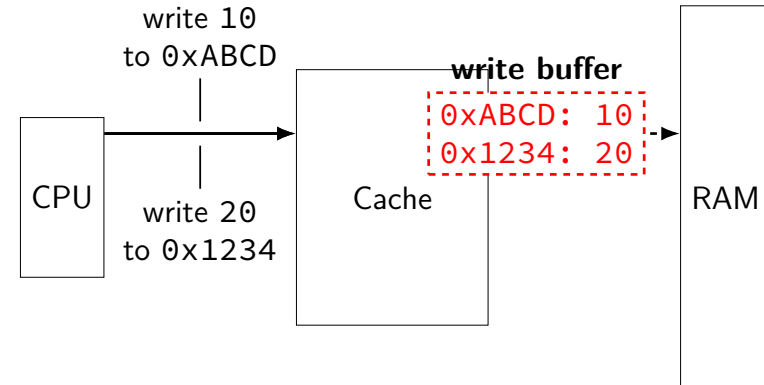 write 10
to 0xABCD
write buffer
0xABCD: 10
0x1234: 20
CPU
Cache
RAM
write 20
to 0x1234